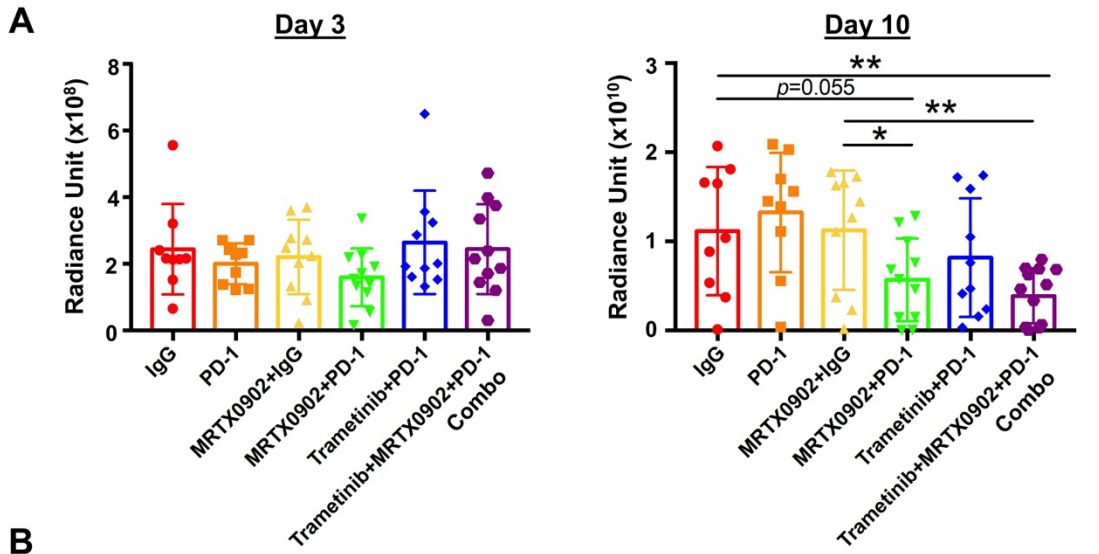 A
Day 3
Radiance Unit (x10⁸)
8
6
4
2
0
IgG
PD-1
MRTX0902+IgG
MRTX0902+PD-1
Trametinib+PD-1
Trametinib+MRTX0902+PD-1
Combo
Day 10
Radiance Unit (x10¹⁰)
3
2
1
0
**
p=0.055
**
*
IgG
PD-1
MRTX0902+IgG
MRTX0902+PD-1
Trametinib+PD-1
Trametinib+MRTX0902+PD-1
Combo
B